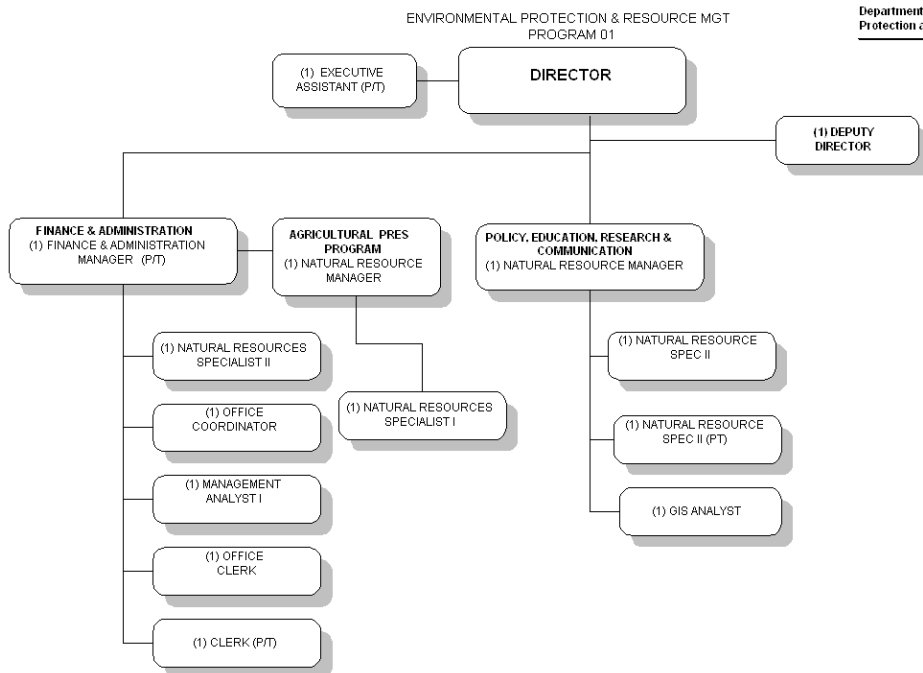 ENVIRONMENTAL PROTECTION & RESOURCE MGT
PROGRAM 01
Department
Protection a
(1) EXECUTIVE
ASSISTANT (P/T)
DIRECTOR
(1) DEPUTY
DIRECTOR
FINANCE & ADMINISTRATION
(1) FINANCE & ADMINISTRATION
MANAGER (P/T)
AGRICULTURAL PRES
PROGRAM
(1) NATURAL RESOURCE
MANAGER
POLICY, EDUCATION, RESEARCH &
COMMUNICATION
(1) NATURAL RESOURCE MANAGER
(1) NATURAL RESOURCES
SPECIALIST II
(1) OFFICE
COORDINATOR
(1) MANAGEMENT
ANALYST I
(1) OFFICE
CLERK
(1) CLERK (P/T)
(1) NATURAL RESOURCES
SPECIALIST I
(1) NATURAL RESOURCE
SPEC II
(1) NATURAL RESOURCE
SPEC II (PT)
(1) GIS ANALYST